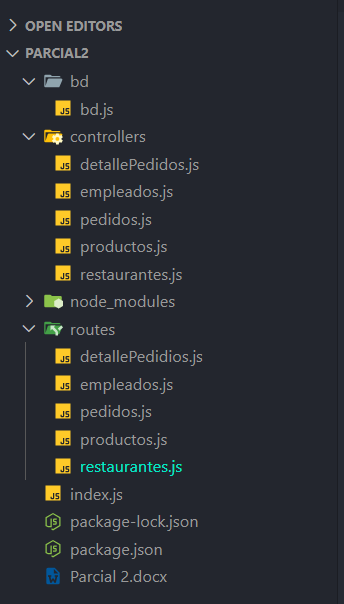 OPEN EDITORS
PARCIAL2
bd
bd.js
controllers
detallePedidos.js
empleados.js
pedidos.js
productos.js
restaurantes.js
node_modules
routes
detallePedidios.js
empleados.js
pedidos.js
productos.js
restaurantes.js
index.js
package-lock.json
package.json
Parcial 2.docx